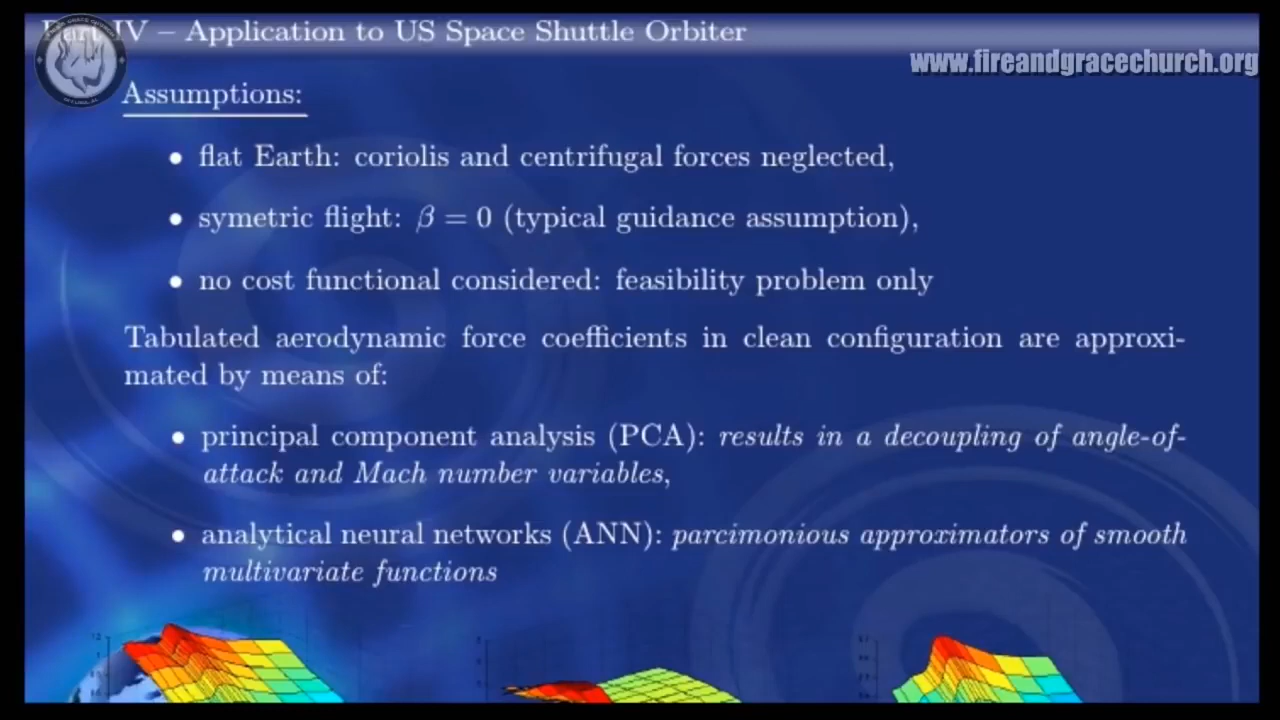 Part IV – Application to US Space Shuttle Orbiter
www.fireandgracechurch.org
Assumptions:
• flat Earth: coriolis and centrifugal forces neglected,
• symetric flight: β = 0 (typical guidance assumption),
• no cost functional considered: feasibility problem only
Tabulated aerodynamic force coefficients in clean configuration are approxi-
mated by means of:
• principal component analysis (PCA): results in a decoupling of angle-of-
attack and Mach number variables,
• analytical neural networks (ANN): parcimonious approximators of smooth
multivariate functions